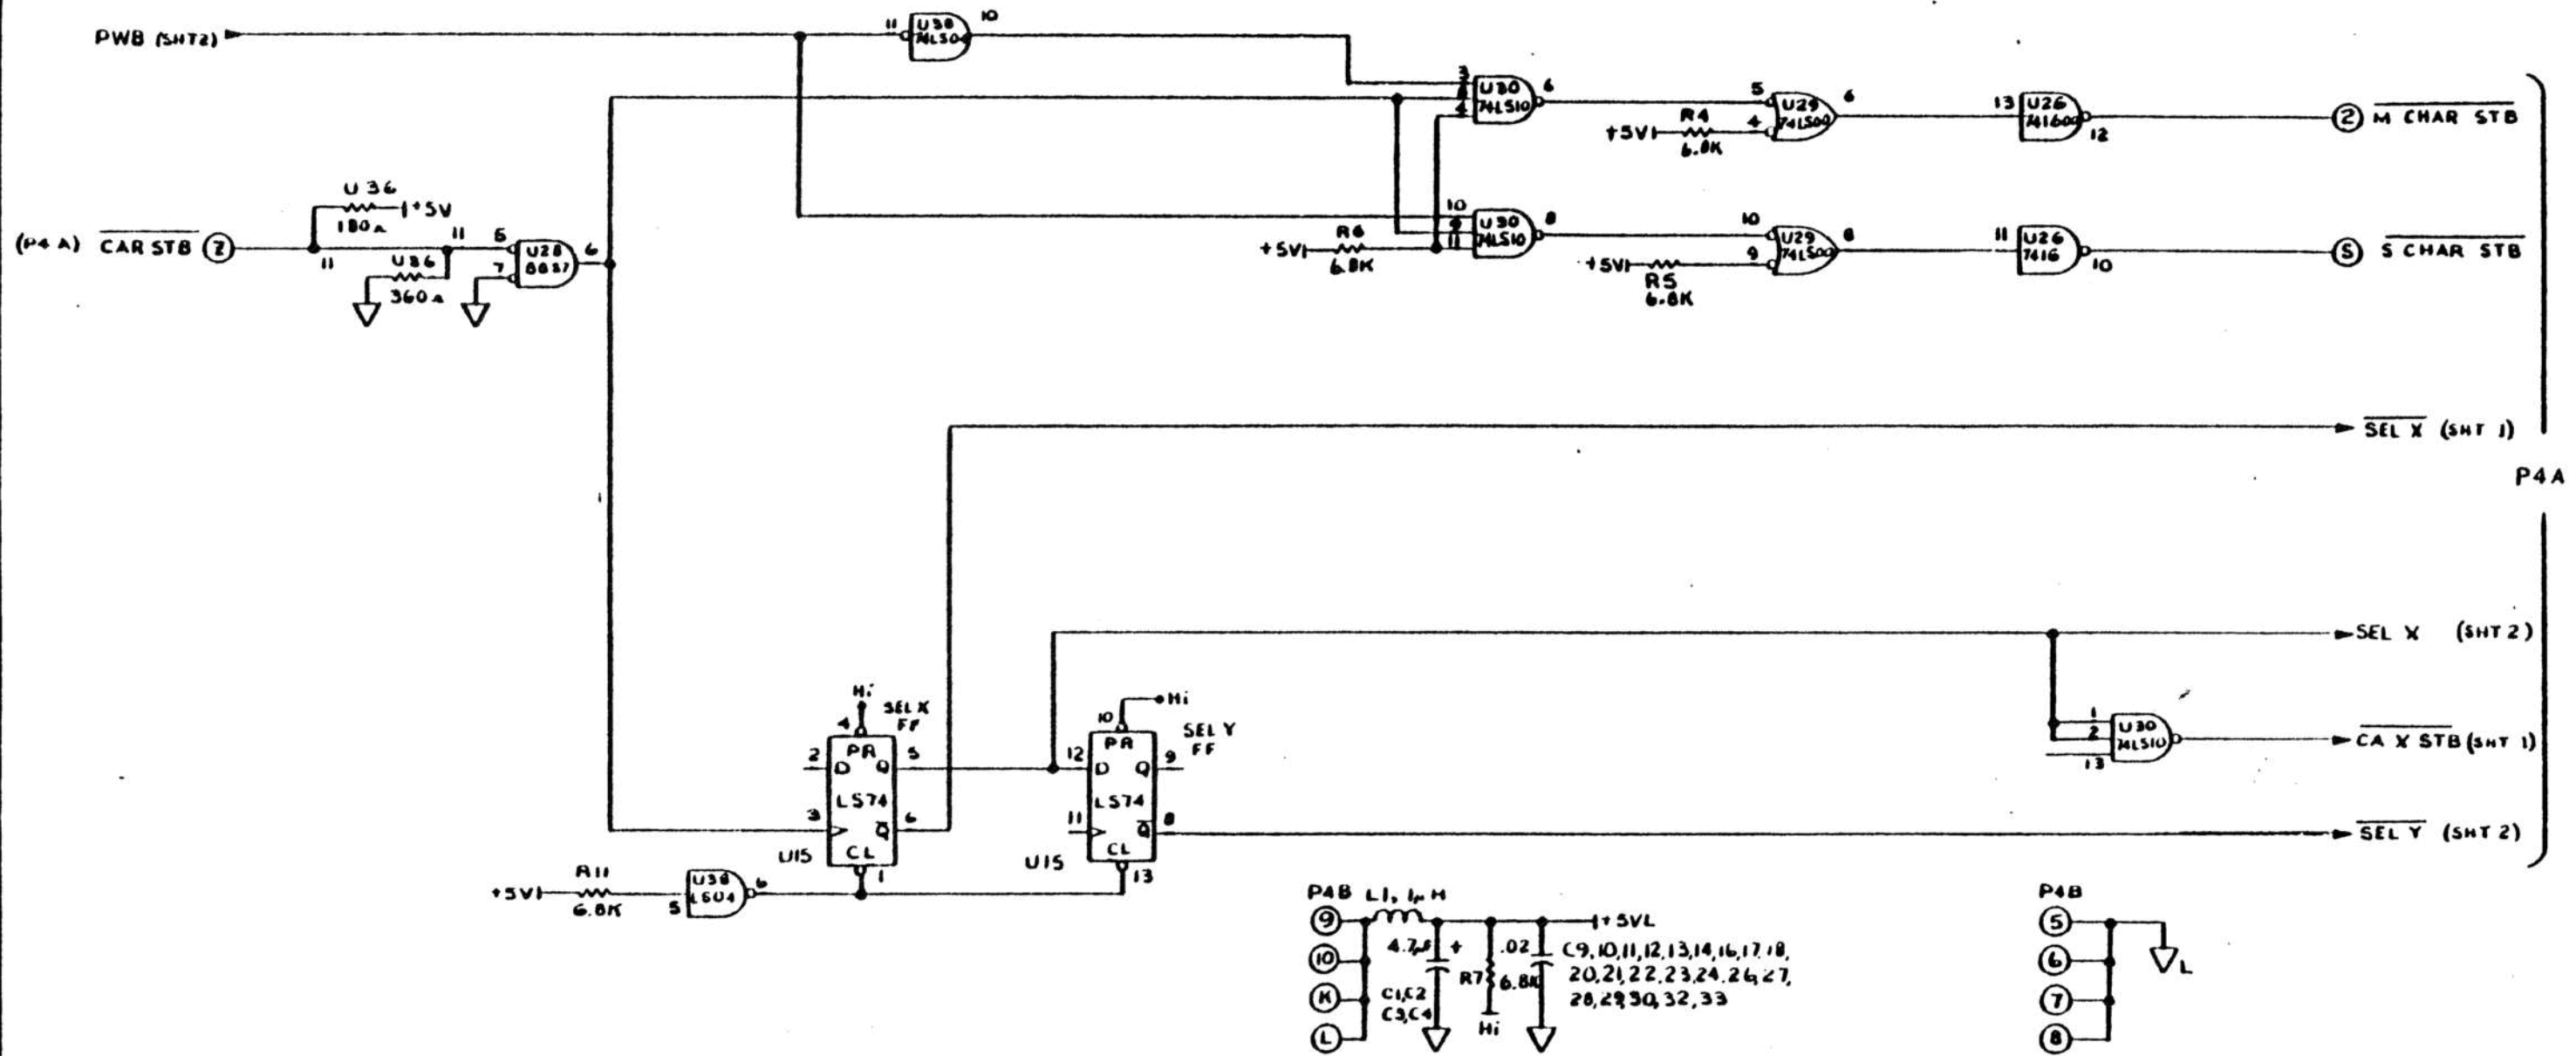 PWB (SHT2)
11 U38 10
74LS04
3
U30 6
4 74LS10
5 U29 6
R4 4 74LS00
+5V
6.8K
13 U26
12
2 M CHAR STB
U 36
+5V
180Ω
(P4 A) CAR STB 2
11
11 5
U28 6
7 8837
U36
360Ω
10
9 U30 8
11 74LS10
R6
+5V
6.8K
10 U29 8
9 74LS00
+5V
R5
6.8K
11 U26
7416
10
S S CHAR STB
SEL X (SHT 1)
P4A
SEL X (SHT 2)
Hi
4 SEL X
FF
PR
2 D Q 5
LS74
3 Q 6
CL
U15
1
Hi
10
SEL Y
FF
PR
12 D Q 9
LS74
11 Q 8
CL
U15
13
1
2 U30
74LS10
13
CA X STB (SHT 1)
SEL Y (SHT 2)
R11
+5V
6.8K
5 U38 6
LS04
P4B L1, 1µH
9
10
K
L
+5VL
4.7µF +
C1,C2
C3,C4
R7 6.8K
Hi
.02
C9,10,11,12,13,14,16,17,18,
20,21,22,23,24,26,27,
28,29,30,32,33
P4B
5
6
7
8
L